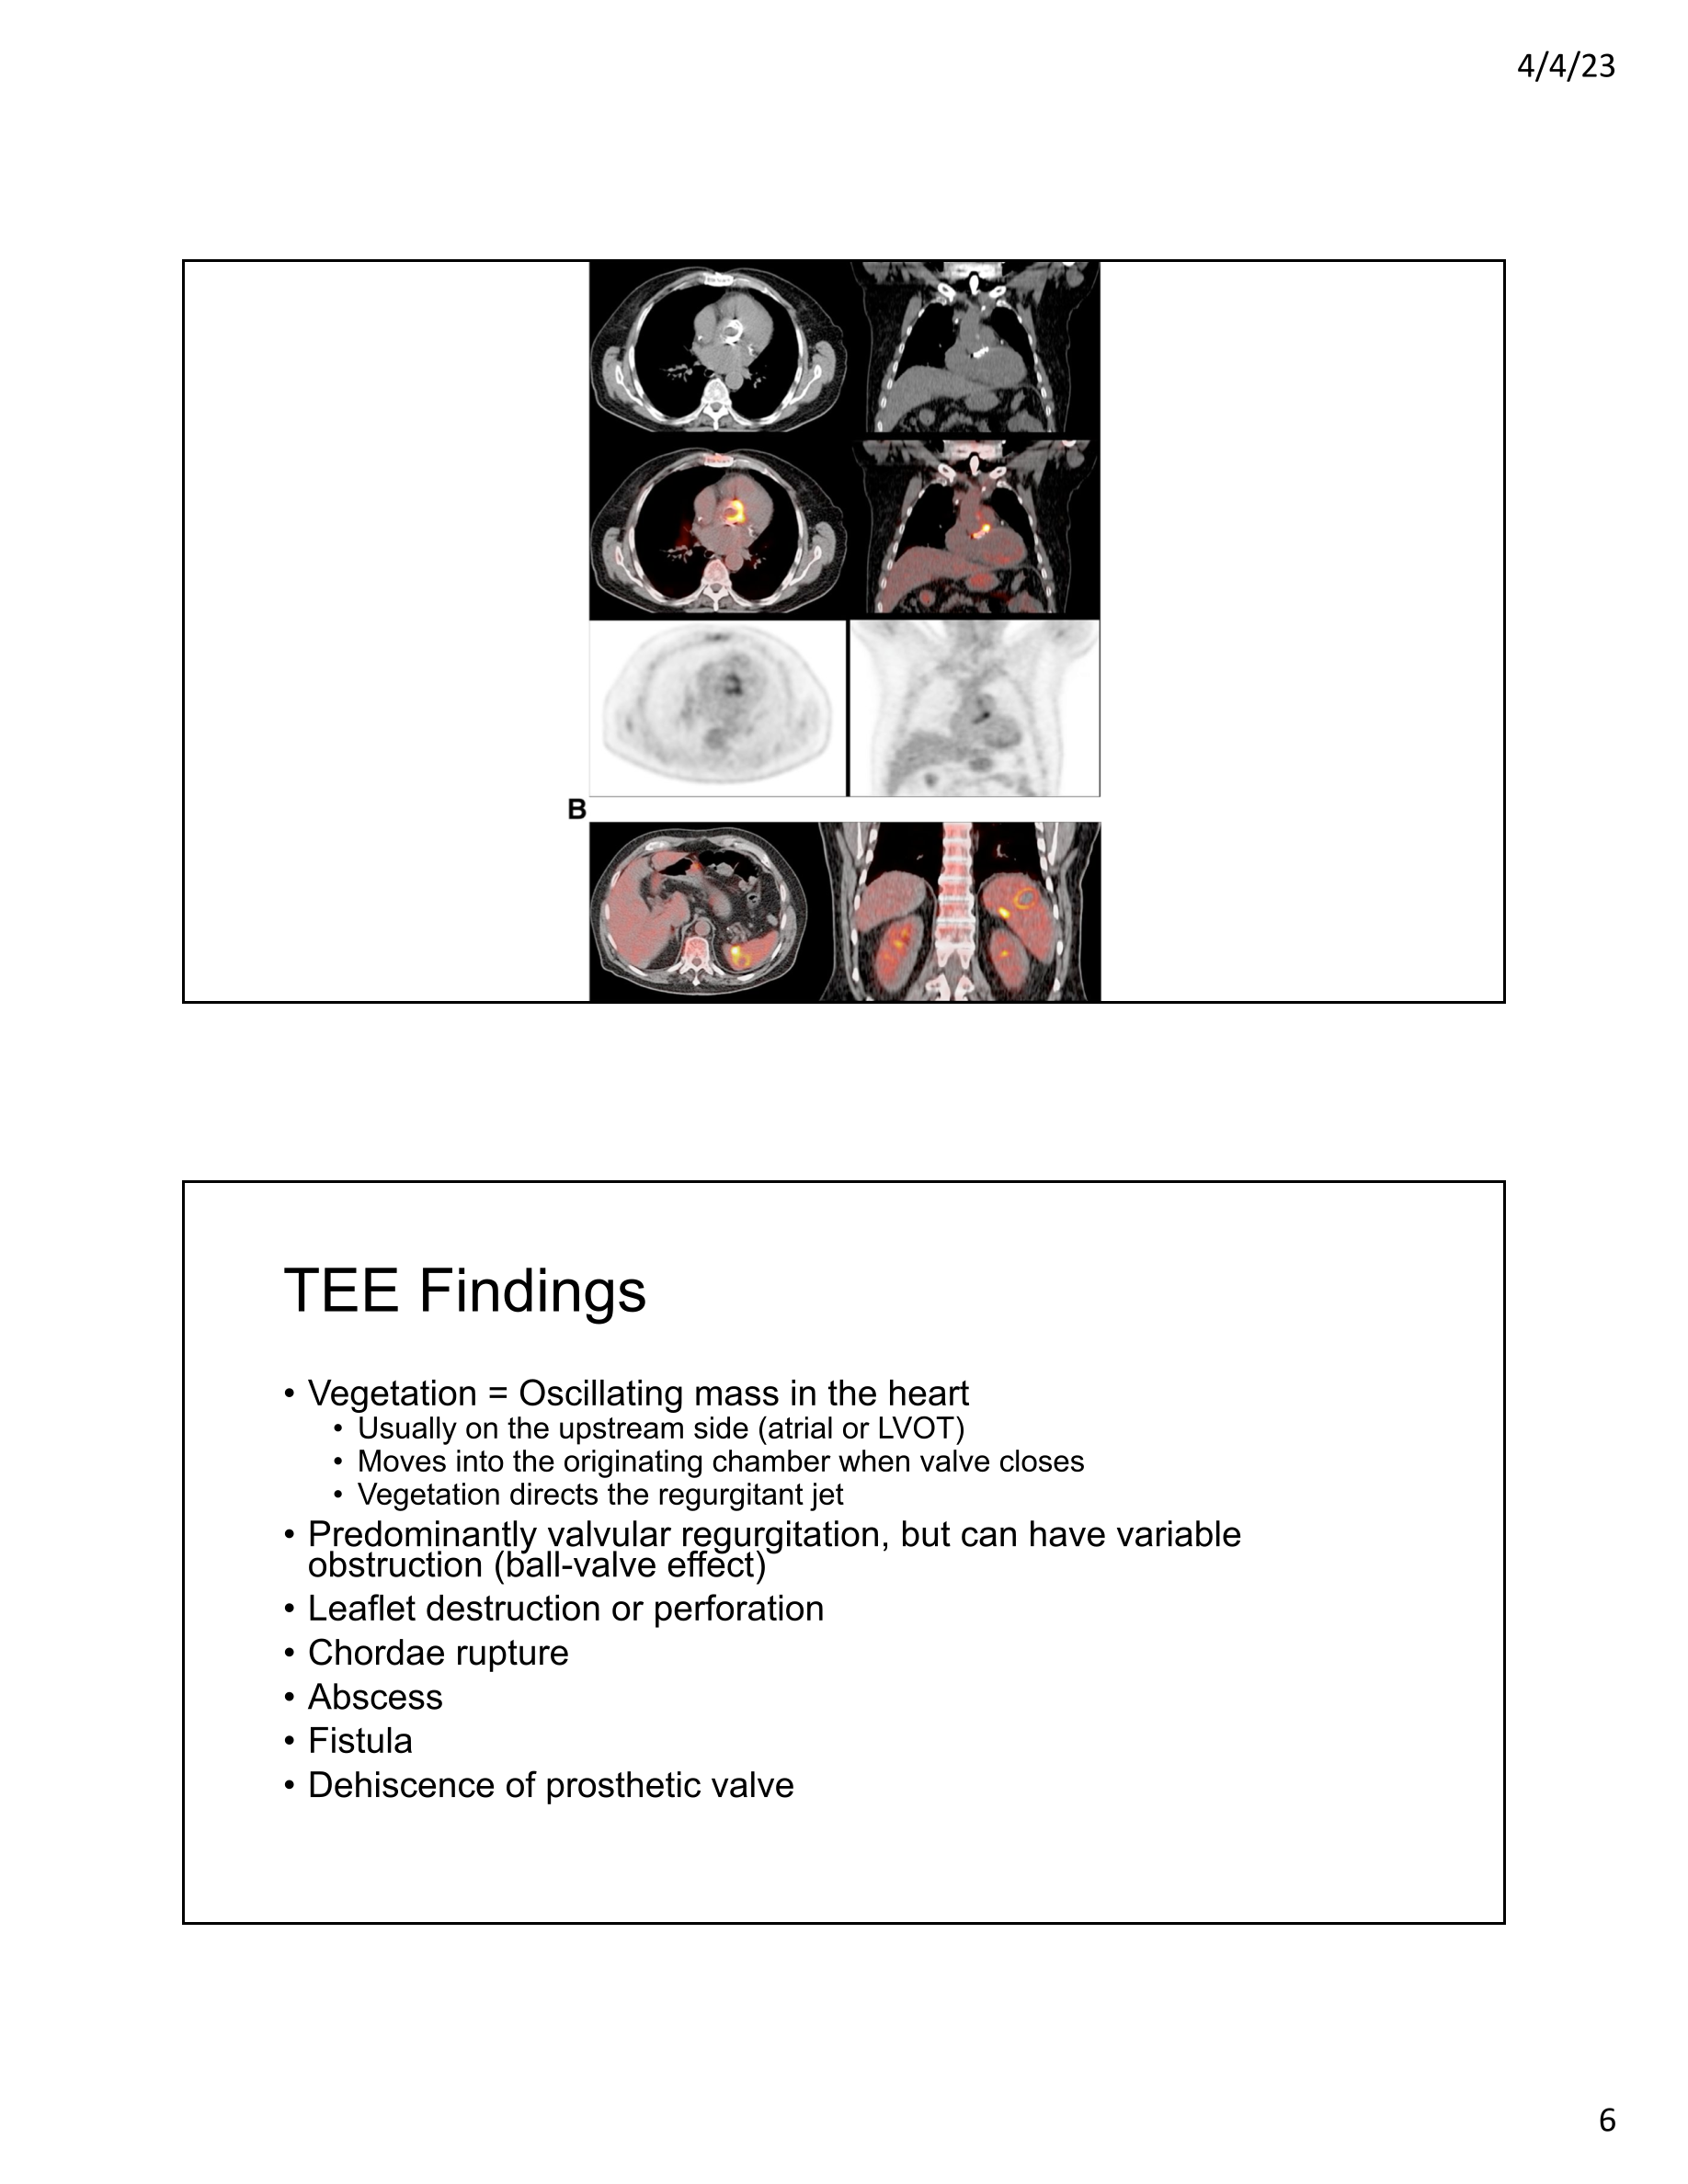 4/4/23
B
TEE Findings
• Vegetation = Oscillating mass in the heart
• Usually on the upstream side (atrial or LVOT)
• Moves into the originating chamber when valve closes
• Vegetation directs the regurgitant jet
• Predominantly valvular regurgitation, but can have variable
obstruction (ball-valve effect)
• Leaflet destruction or perforation
• Chordae rupture
• Abscess
• Fistula
• Dehiscence of prosthetic valve
6